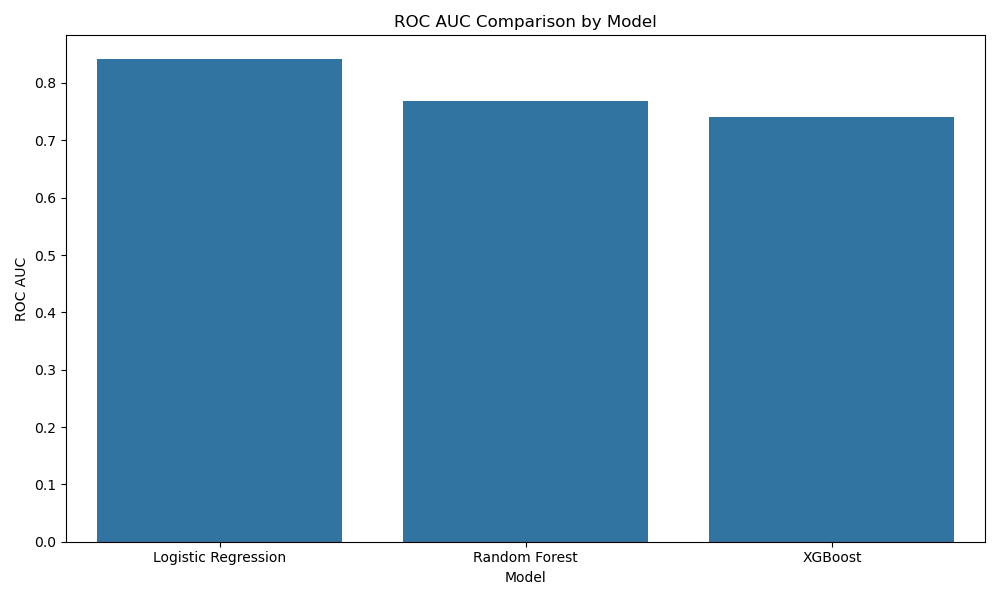 ROC AUC Comparison by Model
ROC AUC
0.8
0.7
0.6
0.5
0.4
0.3
0.2
0.1
0.0
Logistic Regression
Random Forest
XGBoost
Model